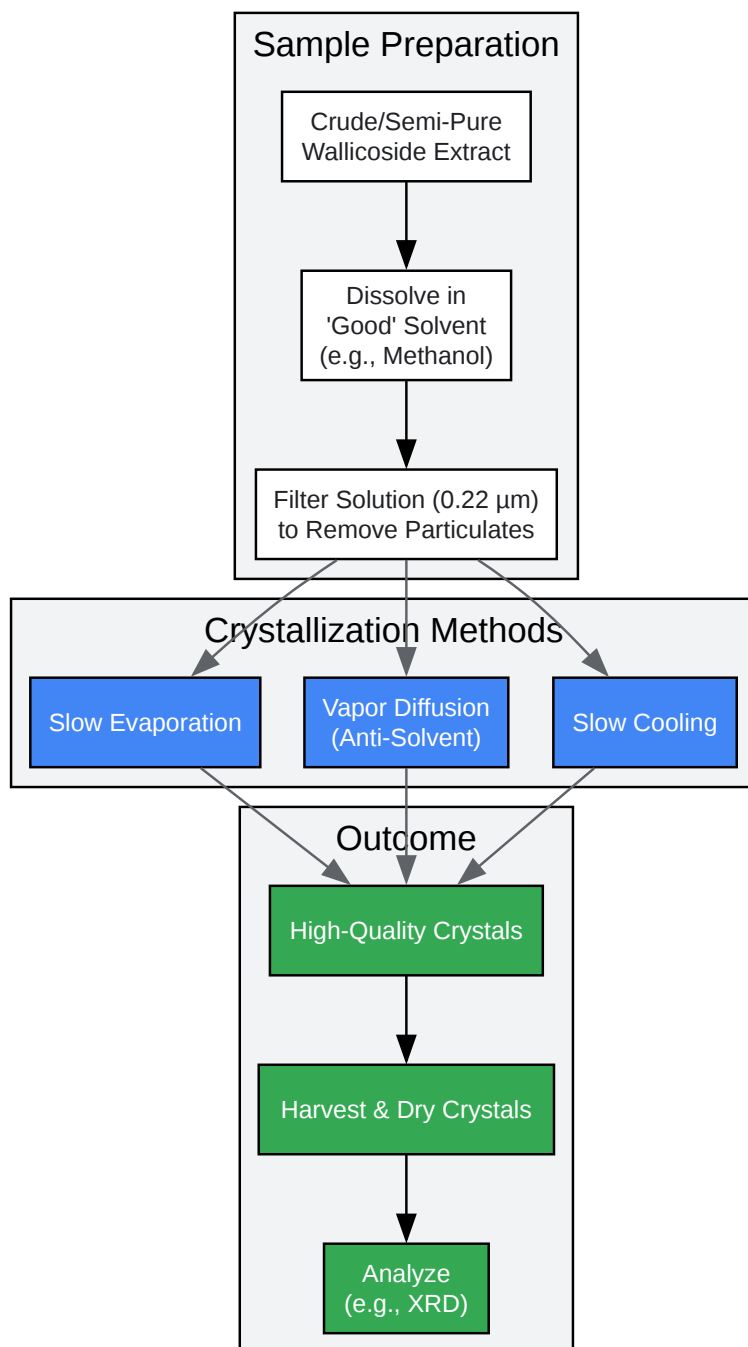 Sample Preparation
Crude/Semi-Pure
Wallicoside Extract
Dissolve in
'Good' Solvent
(e.g., Methanol)
Filter Solution (0.22 µm)
to Remove Particulates
Crystallization Methods
Slow Evaporation
Vapor Diffusion
(Anti-Solvent)
Slow Cooling
Outcome
High-Quality Crystals
Harvest & Dry Crystals
Analyze
(e.g., XRD)